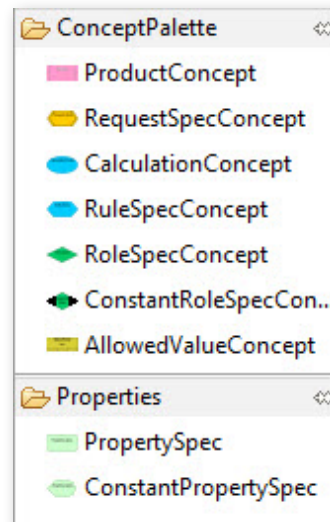 ConceptPalette
ProductConcept
RequestSpecConcept
CalculationConcept
RuleSpecConcept
RoleSpecConcept
ConstantRoleSpecCon...
AllowedValueConcept
Properties
PropertySpec
ConstantPropertySpec